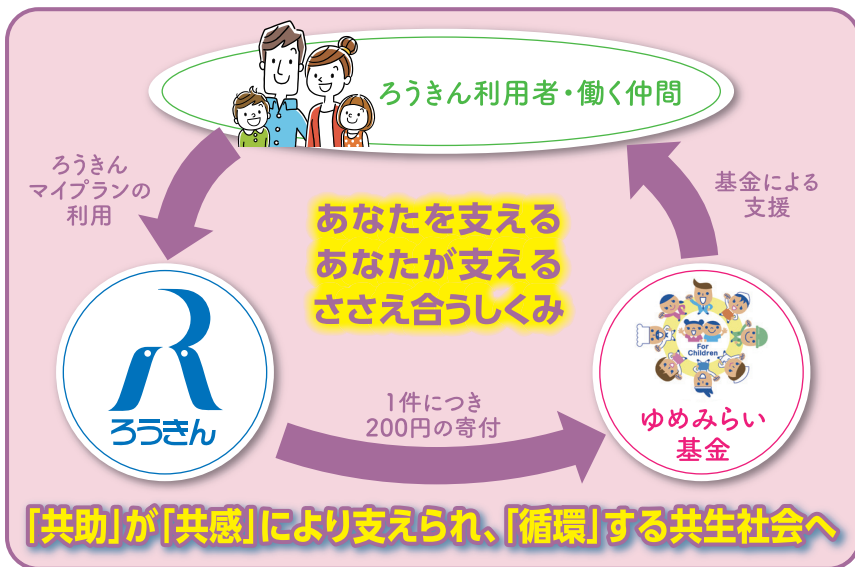 ろうきん利用者・働く仲間
ろうきん
マイプランの
利用
基金による
支援
あなたを支える
あなたが支える
ささえ合うしくみ
ろうきん
1件につき
200円の寄付
For
Children
ゆめみらい
基金
「共助」が「共感」により支えられ、「循環」する共生社会へ